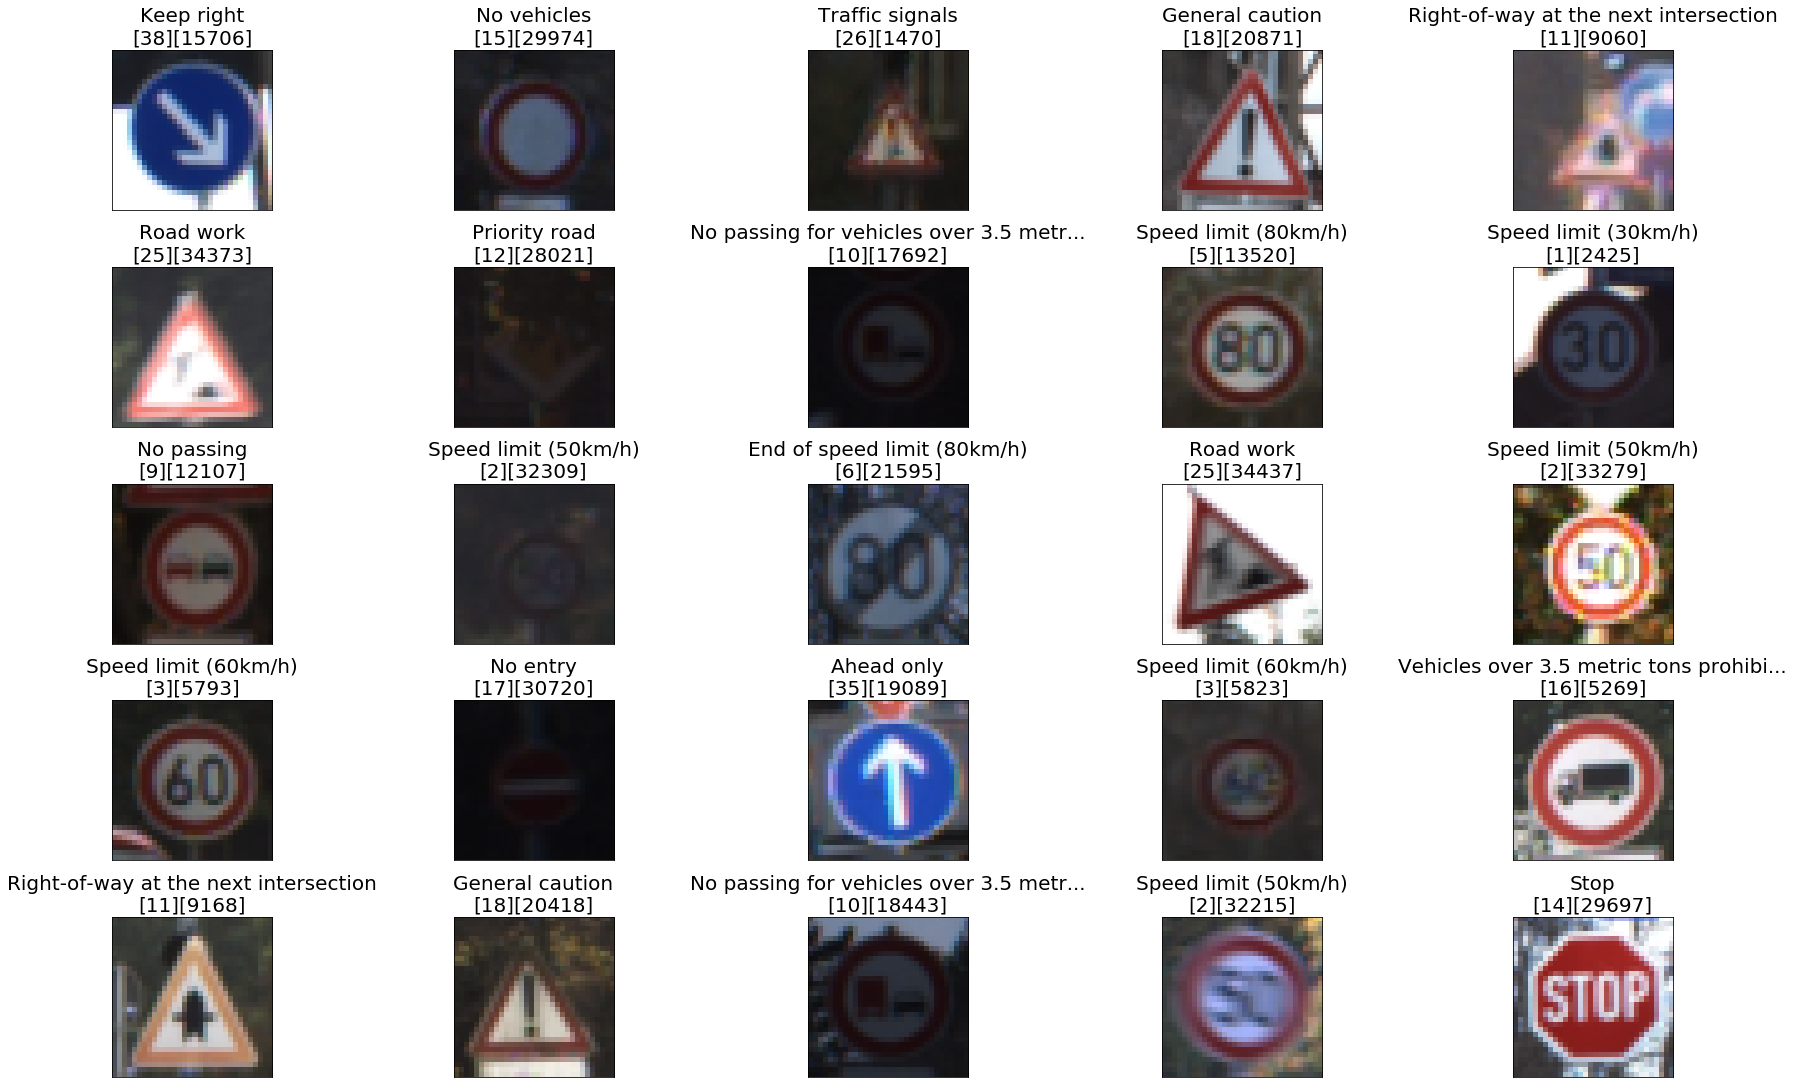 Keep right
[38][15706]
No vehicles
[15][29974]
Traffic signals
[26][1470]
General caution
[18][20871]
Right-of-way at the next intersection
[11][9060]
Road work
[25][34373]
Priority road
[12][28021]
No passing for vehicles over 3.5 metr...
[10][17692]
Speed limit (80km/h)
[5][13520]
80
Speed limit (30km/h)
[1][2425]
30
No passing
[9][12107]
Speed limit (50km/h)
[2][32309]
End of speed limit (80km/h)
[6][21595]
80
Road work
[25][34437]
Speed limit (50km/h)
[2][33279]
50
Speed limit (60km/h)
[3][5793]
60
No entry
[17][30720]
Ahead only
[35][19089]
Speed limit (60km/h)
[3][5823]
60
Vehicles over 3.5 metric tons prohibi...
[16][5269]
Right-of-way at the next intersection
[11][9168]
General caution
[18][20418]
No passing for vehicles over 3.5 metr...
[10][18443]
Speed limit (50km/h)
[2][32215]
50
Stop
[14][29697]
STOP